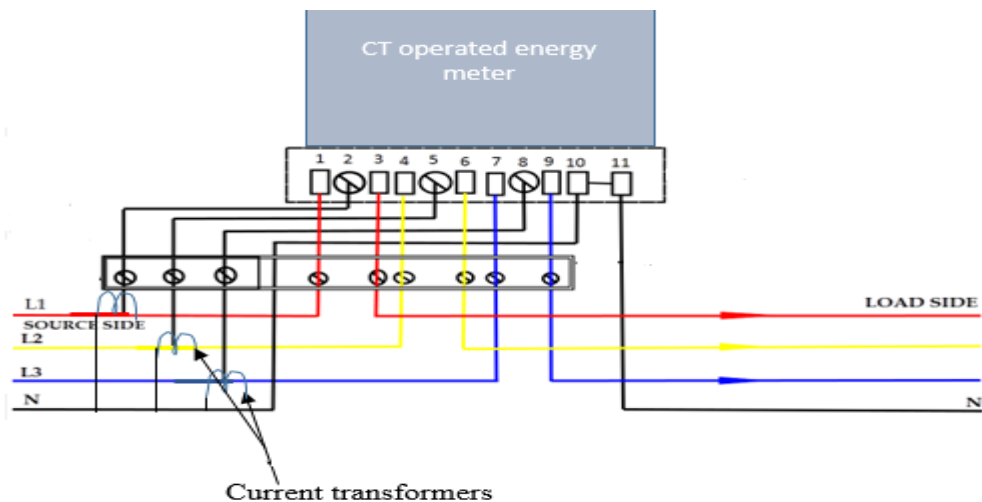 CT operated energy
meter
1 2 3 4 5 6 7 8 9 10 11
L1
LOAD SIDE
SOURCE SIDE
L2
L3
N
N
Current transformers